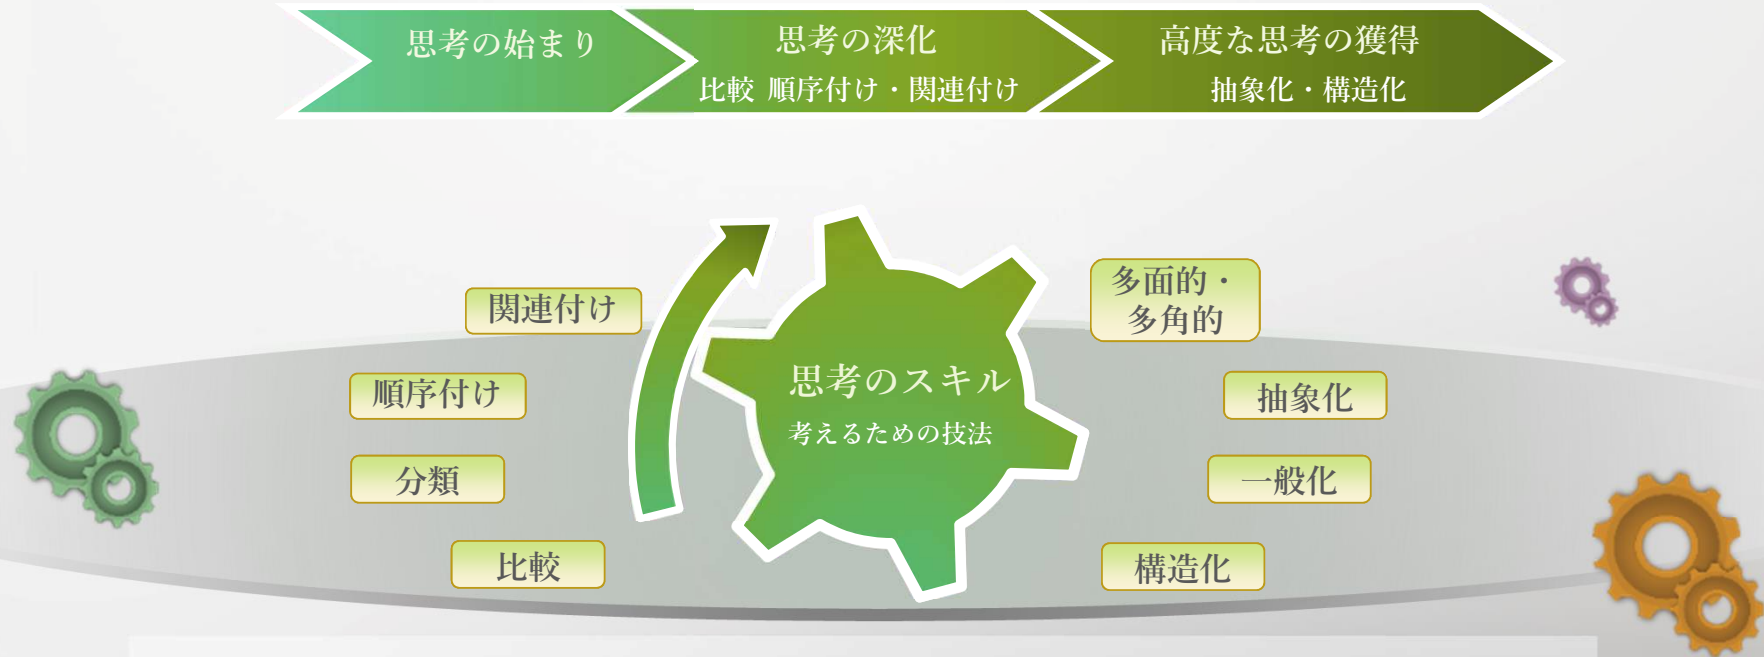 思考の始まり
思考の深化
比較 順序付け・関連付け
高度な思考の獲得
抽象化・構造化
関連付け
順序付け
分類
比較
思考のスキル
考えるための技法
多面的・
多角的
抽象化
一般化
構造化